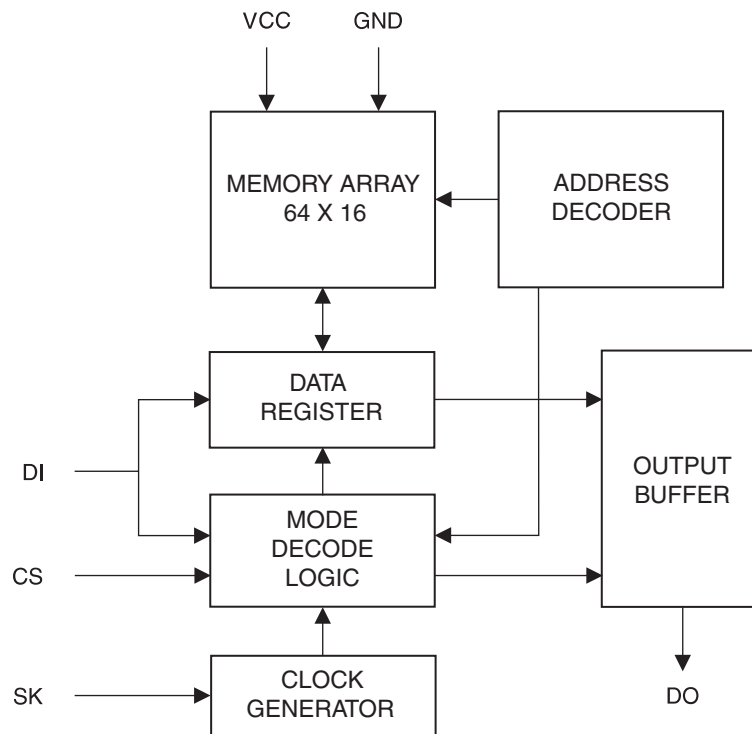 VCC
GND
MEMORY ARRAY
64 X 16
ADDRESS
DECODER
DATA
REGISTER
OUTPUT
BUFFER
DI
MODE
DECODE
LOGIC
CS
CLOCK
GENERATOR
SK
DO